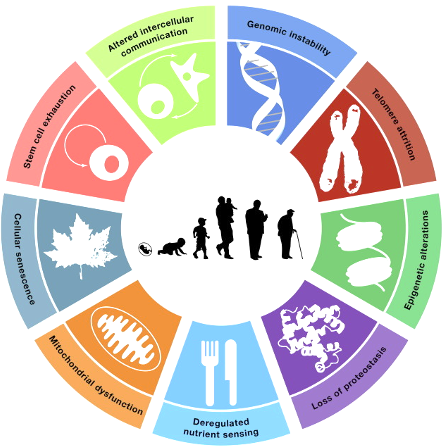 Altered intercellular
communication
Genomic instability
Telomere attrition
Epigenetic alterations
Loss of proteostasis
Deregulated
nutrient sensing
Mitochondrial dysfunction
Cellular senescence
Stem cell exhaustion